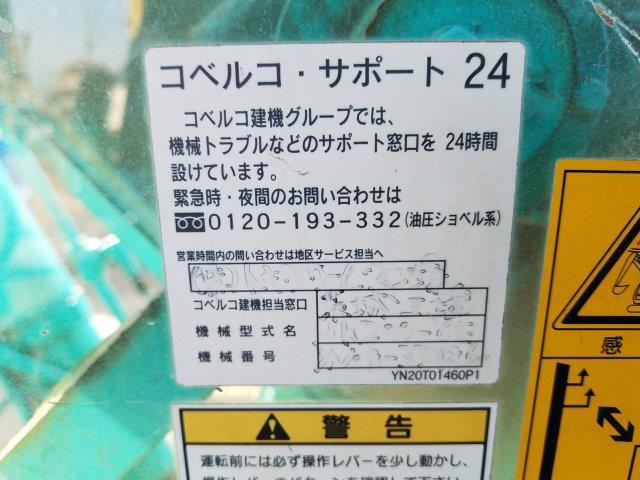 コベルコ・サポート 24
コベルコ建機グループでは、
機械トラブルなどのサポート窓口を 24時間
設けています。
緊急時・夜間のお問い合わせは
0120-193-332(油圧ショベル系)
営業時間内の問い合わせは地区サービス担当へ
コベルコ建機担当窓口
機械型式名
機械番号
YN20T01460P1
警告
運転前には必ず操作レバーを少し動かし、
感